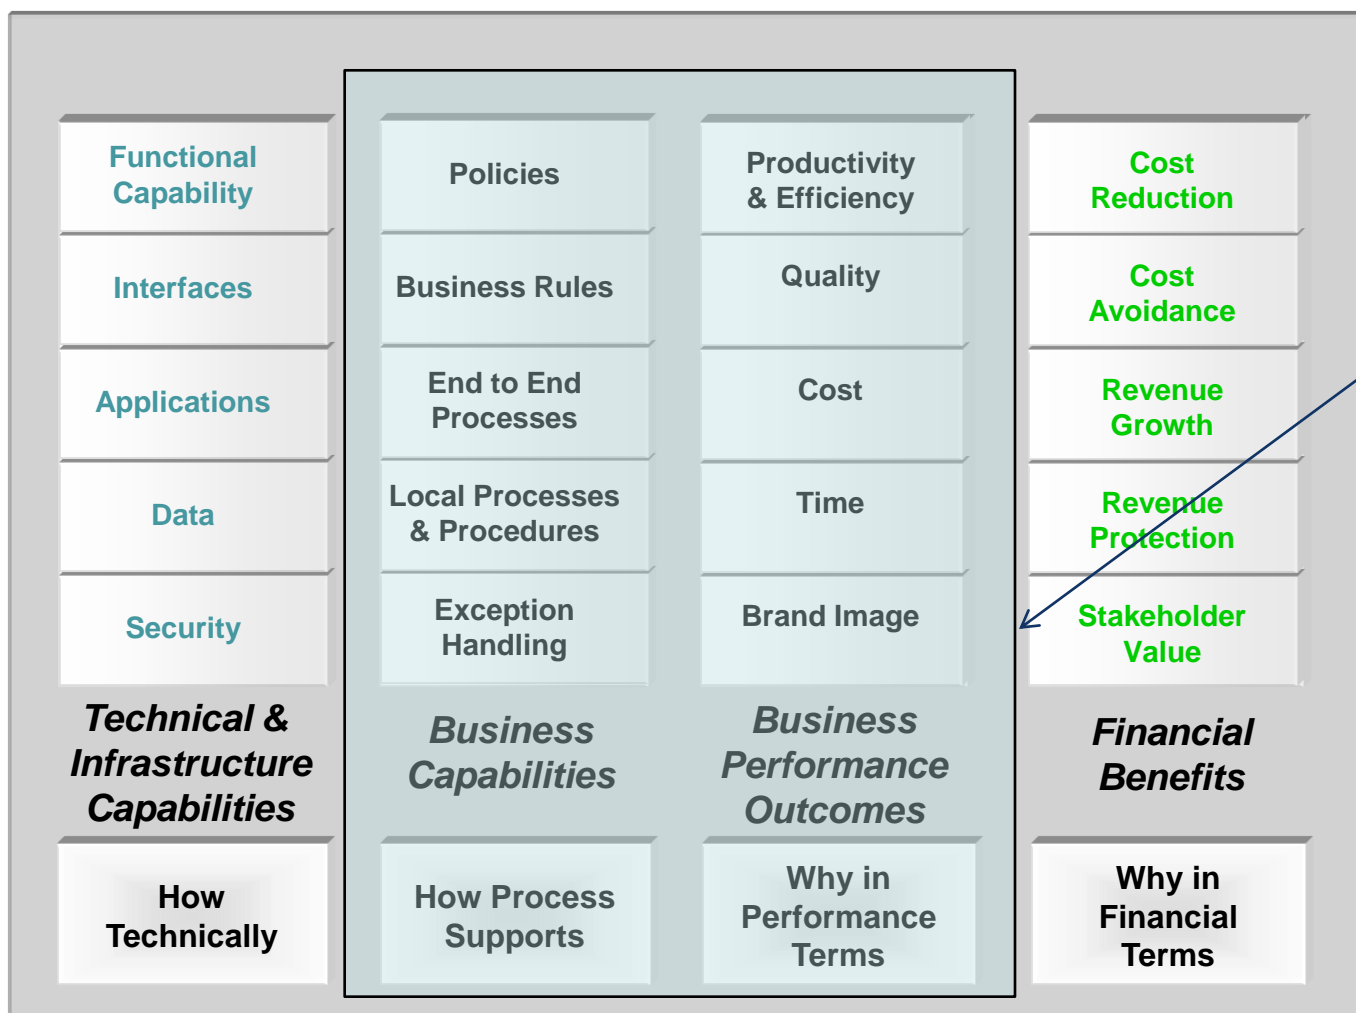 Functional
Capability
Interfaces
Applications
Data
Security
Technical &
Infrastructure
Capabilities
How
Technically
Policies
Business Rules
End to End
Processes
Local Processes
& Procedures
Exception
Handling
Business
Capabilities
How Process
Supports
Productivity
& Efficiency
Quality
Cost
Time
Brand Image
Business
Performance
Outcomes
Why in
Performance
Terms
Cost
Reduction
Cost
Avoidance
Revenue
Growth
Revenue
Protection
Stakeholder
Value
Financial
Benefits
Why in
Financial
Terms